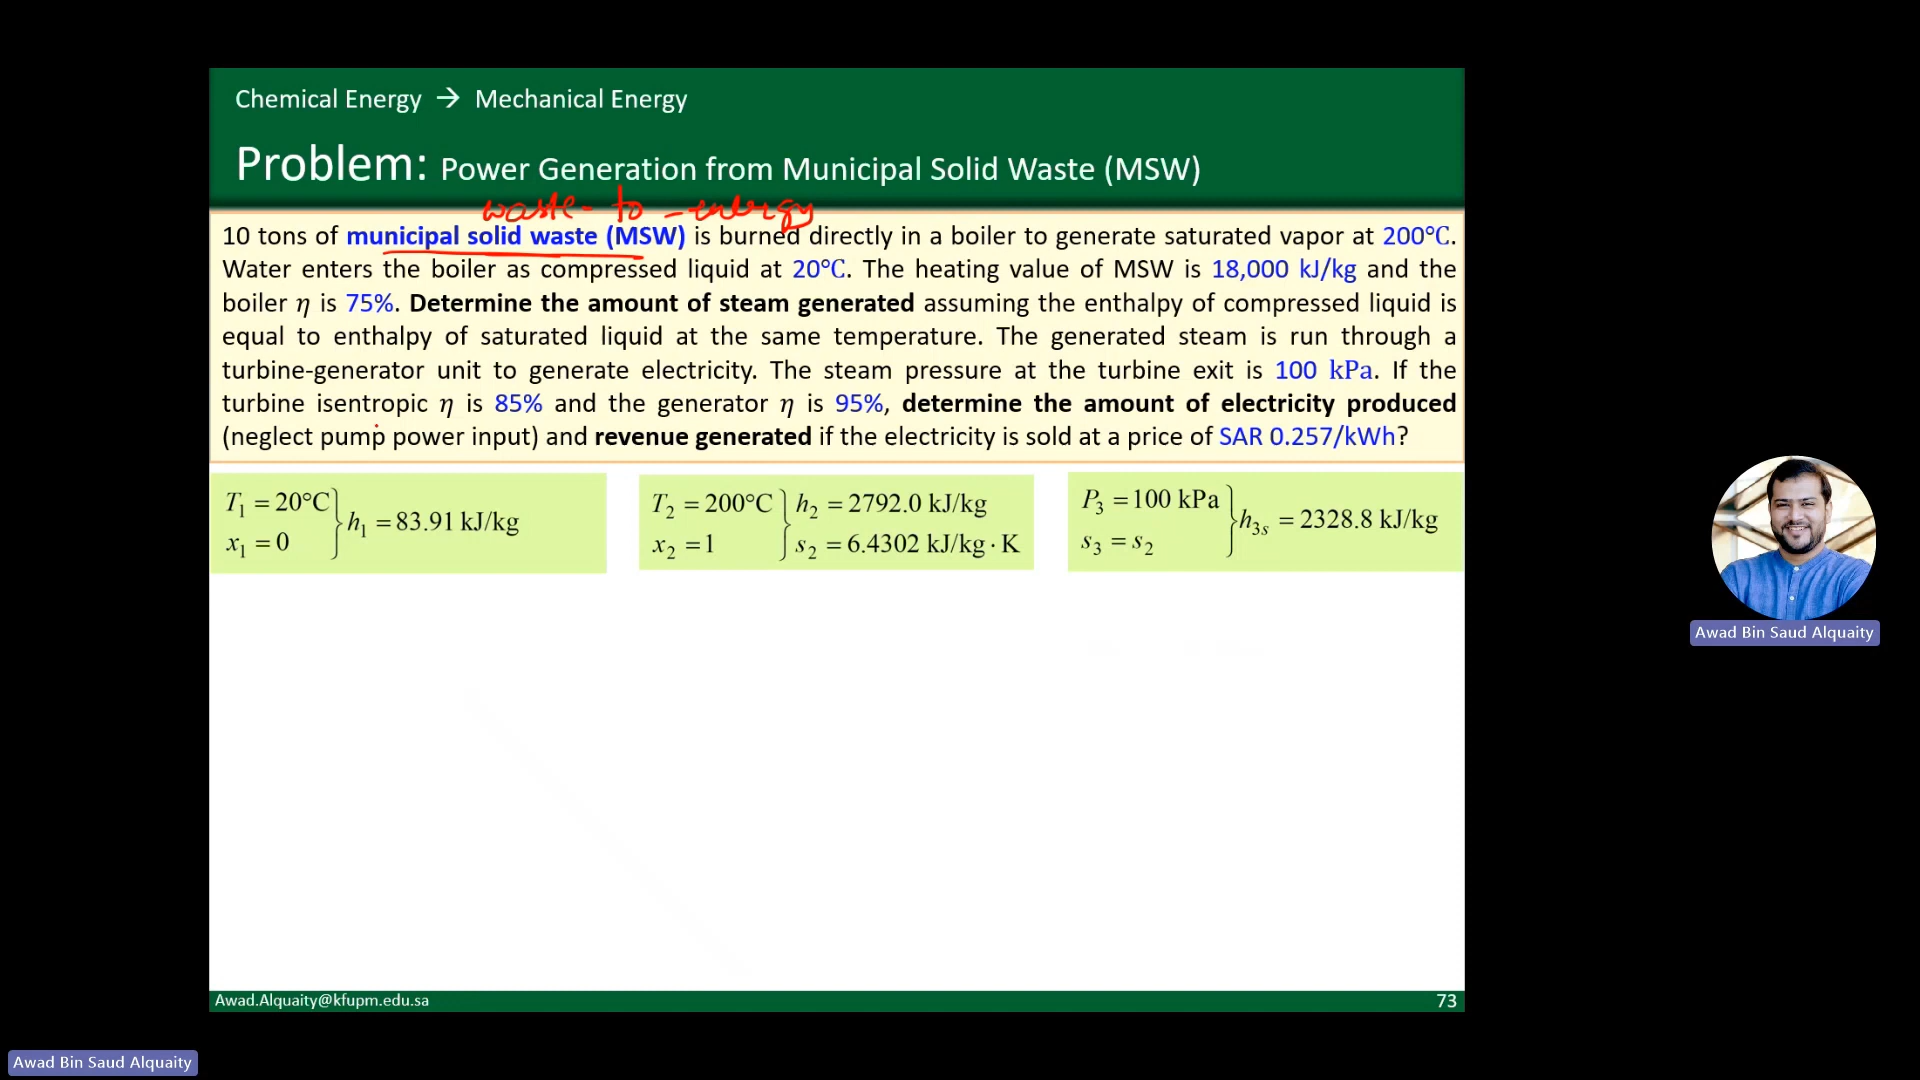 Chemical Energy → Mechanical Energy
Problem: Power Generation from Municipal Solid Waste (MSW)
waste-to-energy
10 tons of municipal solid waste (MSW) is burned directly in a boiler to generate saturated vapor at 200°C.
Water enters the boiler as compressed liquid at 20°C. The heating value of MSW is 18,000 kJ/kg and the
boiler η is 75%. Determine the amount of steam generated assuming the enthalpy of compressed liquid is
equal to enthalpy of saturated liquid at the same temperature. The generated steam is run through a
turbine-generator unit to generate electricity. The steam pressure at the turbine exit is 100 kPa. If the
turbine isentropic η is 85% and the generator η is 95%, determine the amount of electricity produced
(neglect pump power input) and revenue generated if the electricity is sold at a price of SAR 0.257/kWh?
T₁ = 20°C
x₁ = 0
} h₁ = 83.91 kJ/kg
T₂ = 200°C } h₂ = 2792.0 kJ/kg
x₂ = 1 s₂ = 6.4302 kJ/kg · K
P₃ = 100 kPa
s₃ = s₂
} h₃ₛ = 2328.8 kJ/kg
Awad Bin Saud Alquaity
Awad.Alquaity@kfupm.edu.sa 73
Awad Bin Saud Alquaity